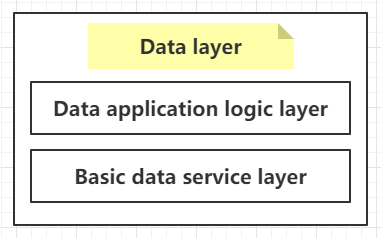 Data layer
Data application logic layer
Basic data service layer